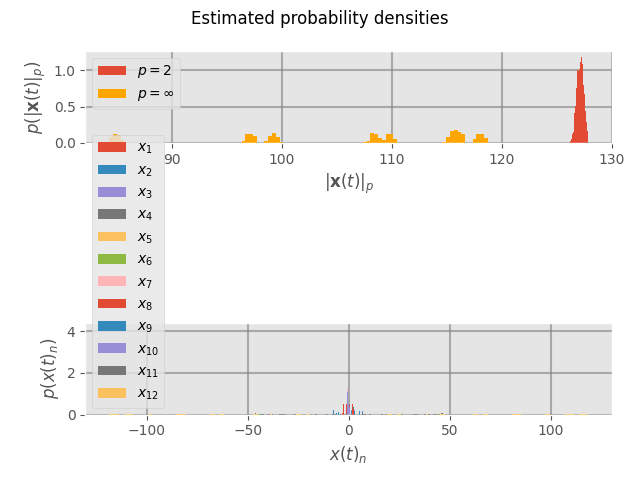 Estimated probability densities
p(|x(t)|p)
1.0
0.5
0.0
p = 2
p = ∞
90
100
110
120
130
|x(t)|p
x1
x2
x3
x4
x5
x6
x7
x8
x9
x10
x11
x12
p(x(t)n)
4
2
0
−100
−50
0
50
100
x(t)n